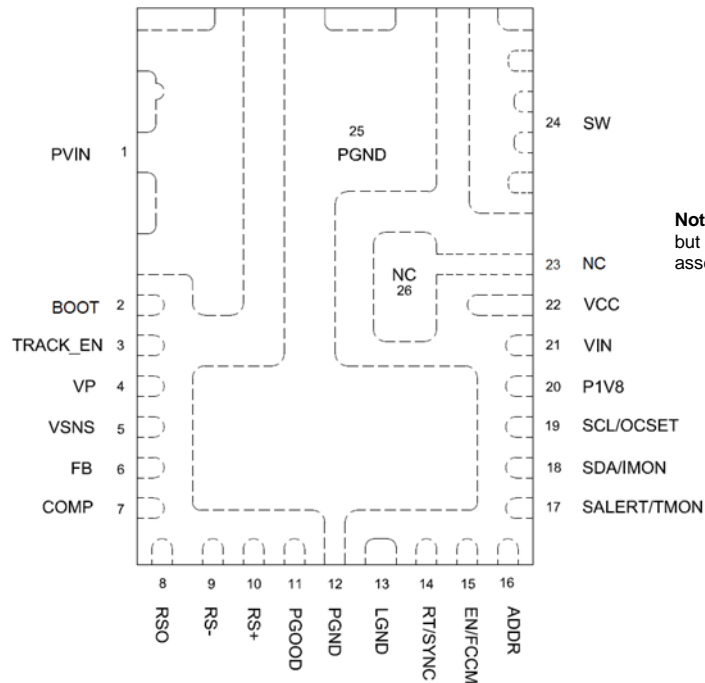 25
PGND
PVIN 1
24 SW
Not
but
asse
NC
26
23 NC
BOOT 2
22 VCC
TRACK_EN 3
21 VIN
VP 4
20 P1V8
VSNS 5
19 SCL/OCSET
FB 6
18 SDA/IMON
COMP 7
17 SALERT/TMON
8 9 10 11 12 13 14 15 16
RSO
RS-
RS+
PGOOD
PGND
LGND
RT/SYNC
EN/FCCM
ADDR